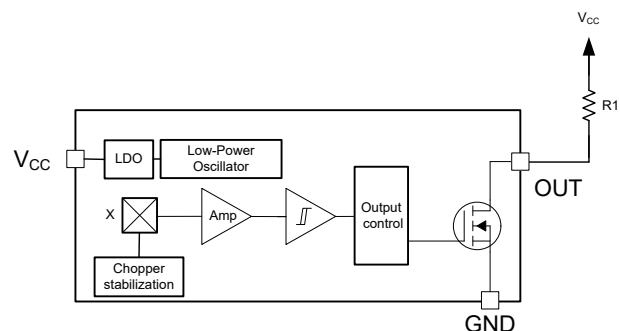 VCC
R1
VCC
LDO
Low-Power
Oscillator
OUT
X
Amp
Output
control
Chopper
stabilization
GND